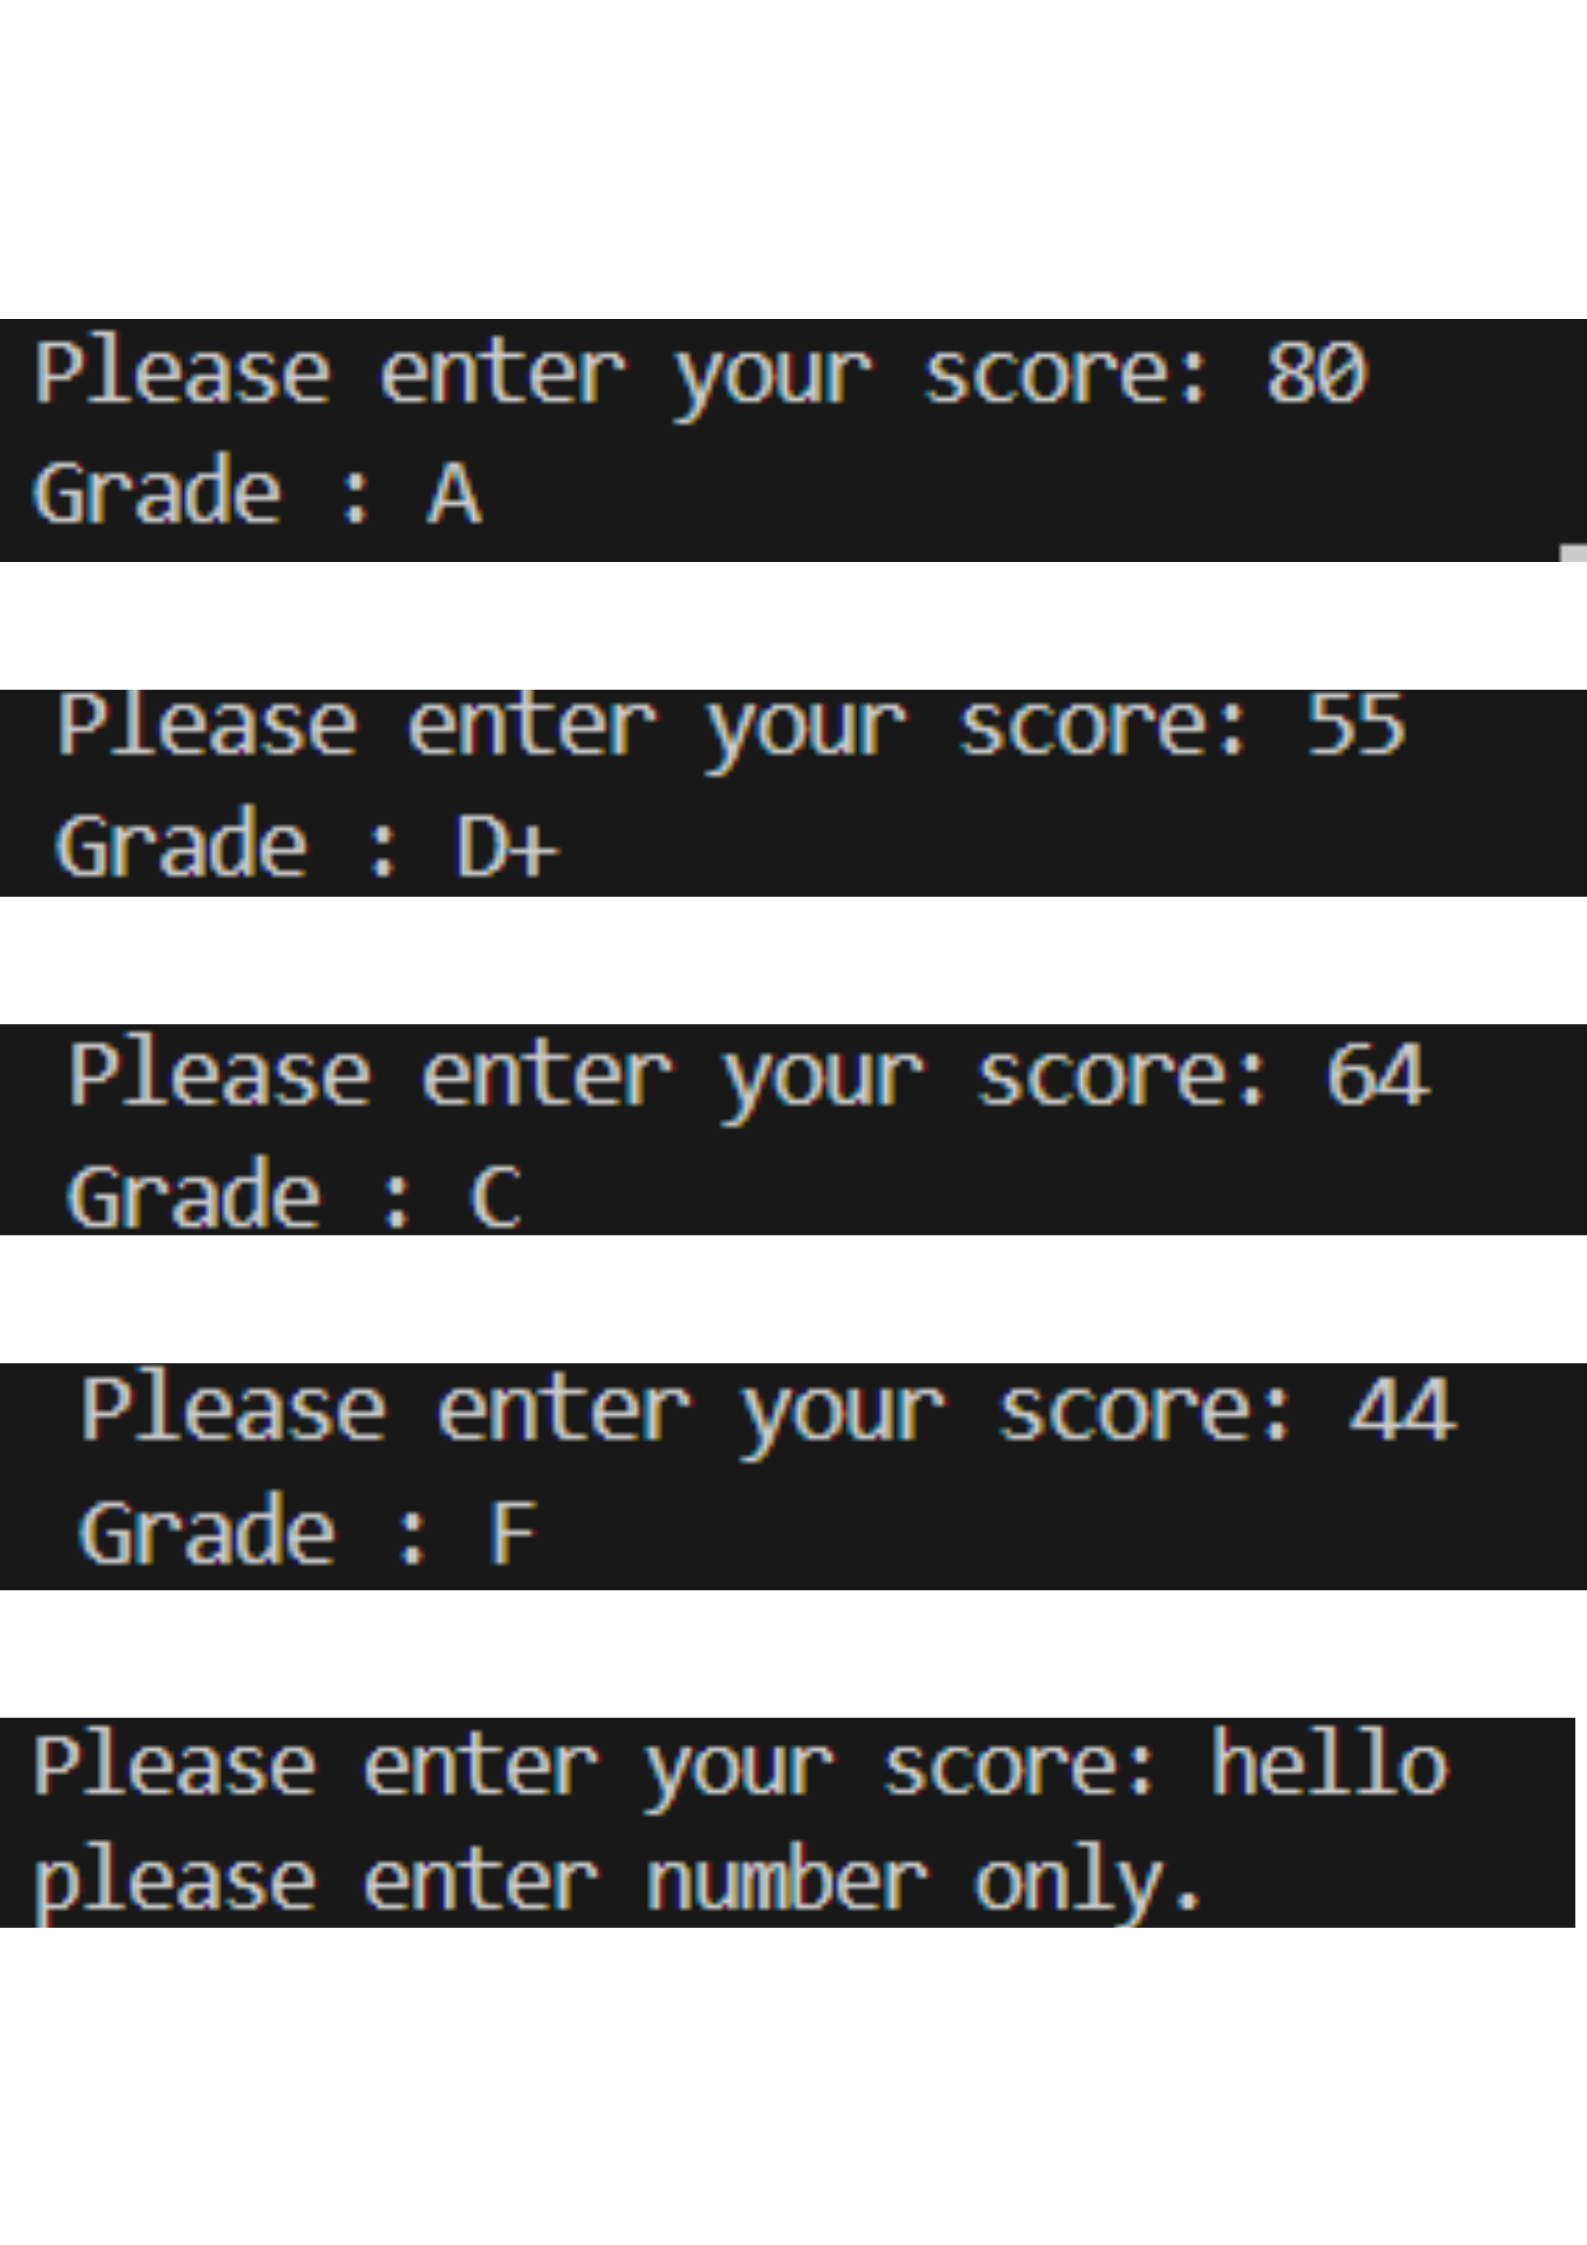 Please enter your score: 80
Grade : A
Please enter your score: 55
Grade : D+
Please enter your score: 64
Grade : C
Please enter your score: 44
Grade : F
Please enter your score: hello
please enter number only.